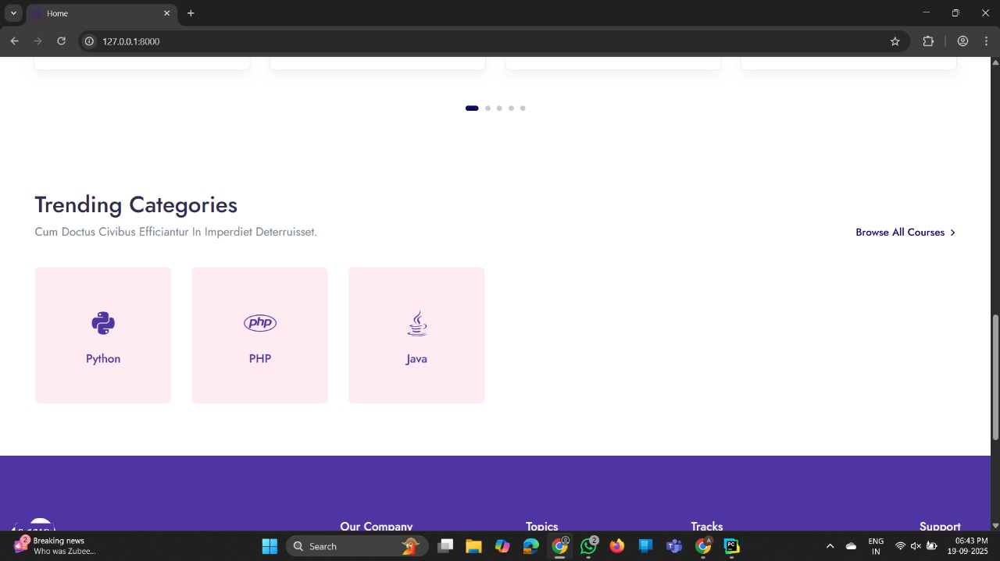 Home
127.0.0.1:8000
Trending Categories
Cum Doctus Civibus Efficiantur In Imperdiet Deterruisset.
Browse All Courses
php
Python
PHP
Java
Our Company
Topics
Tracks
Support
2
Breaking news
Who was Zubee...
Search
2
A
PC
ENG
IN
06:43 PM
19-09-2025